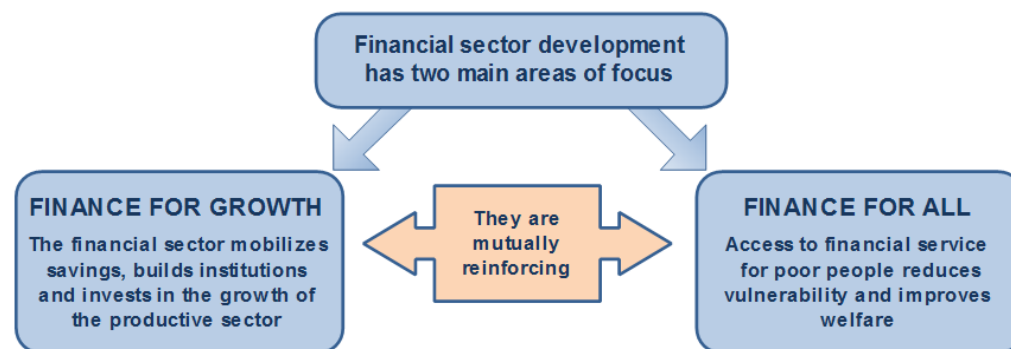 Financial sector development
has two main areas of focus
FINANCE FOR GROWTH
The financial sector mobilizes
savings, builds institutions
and invests in the growth of
the productive sector
They are
mutually
reinforcing
FINANCE FOR ALL
Access to financial service
for poor people reduces
vulnerability and improves
welfare